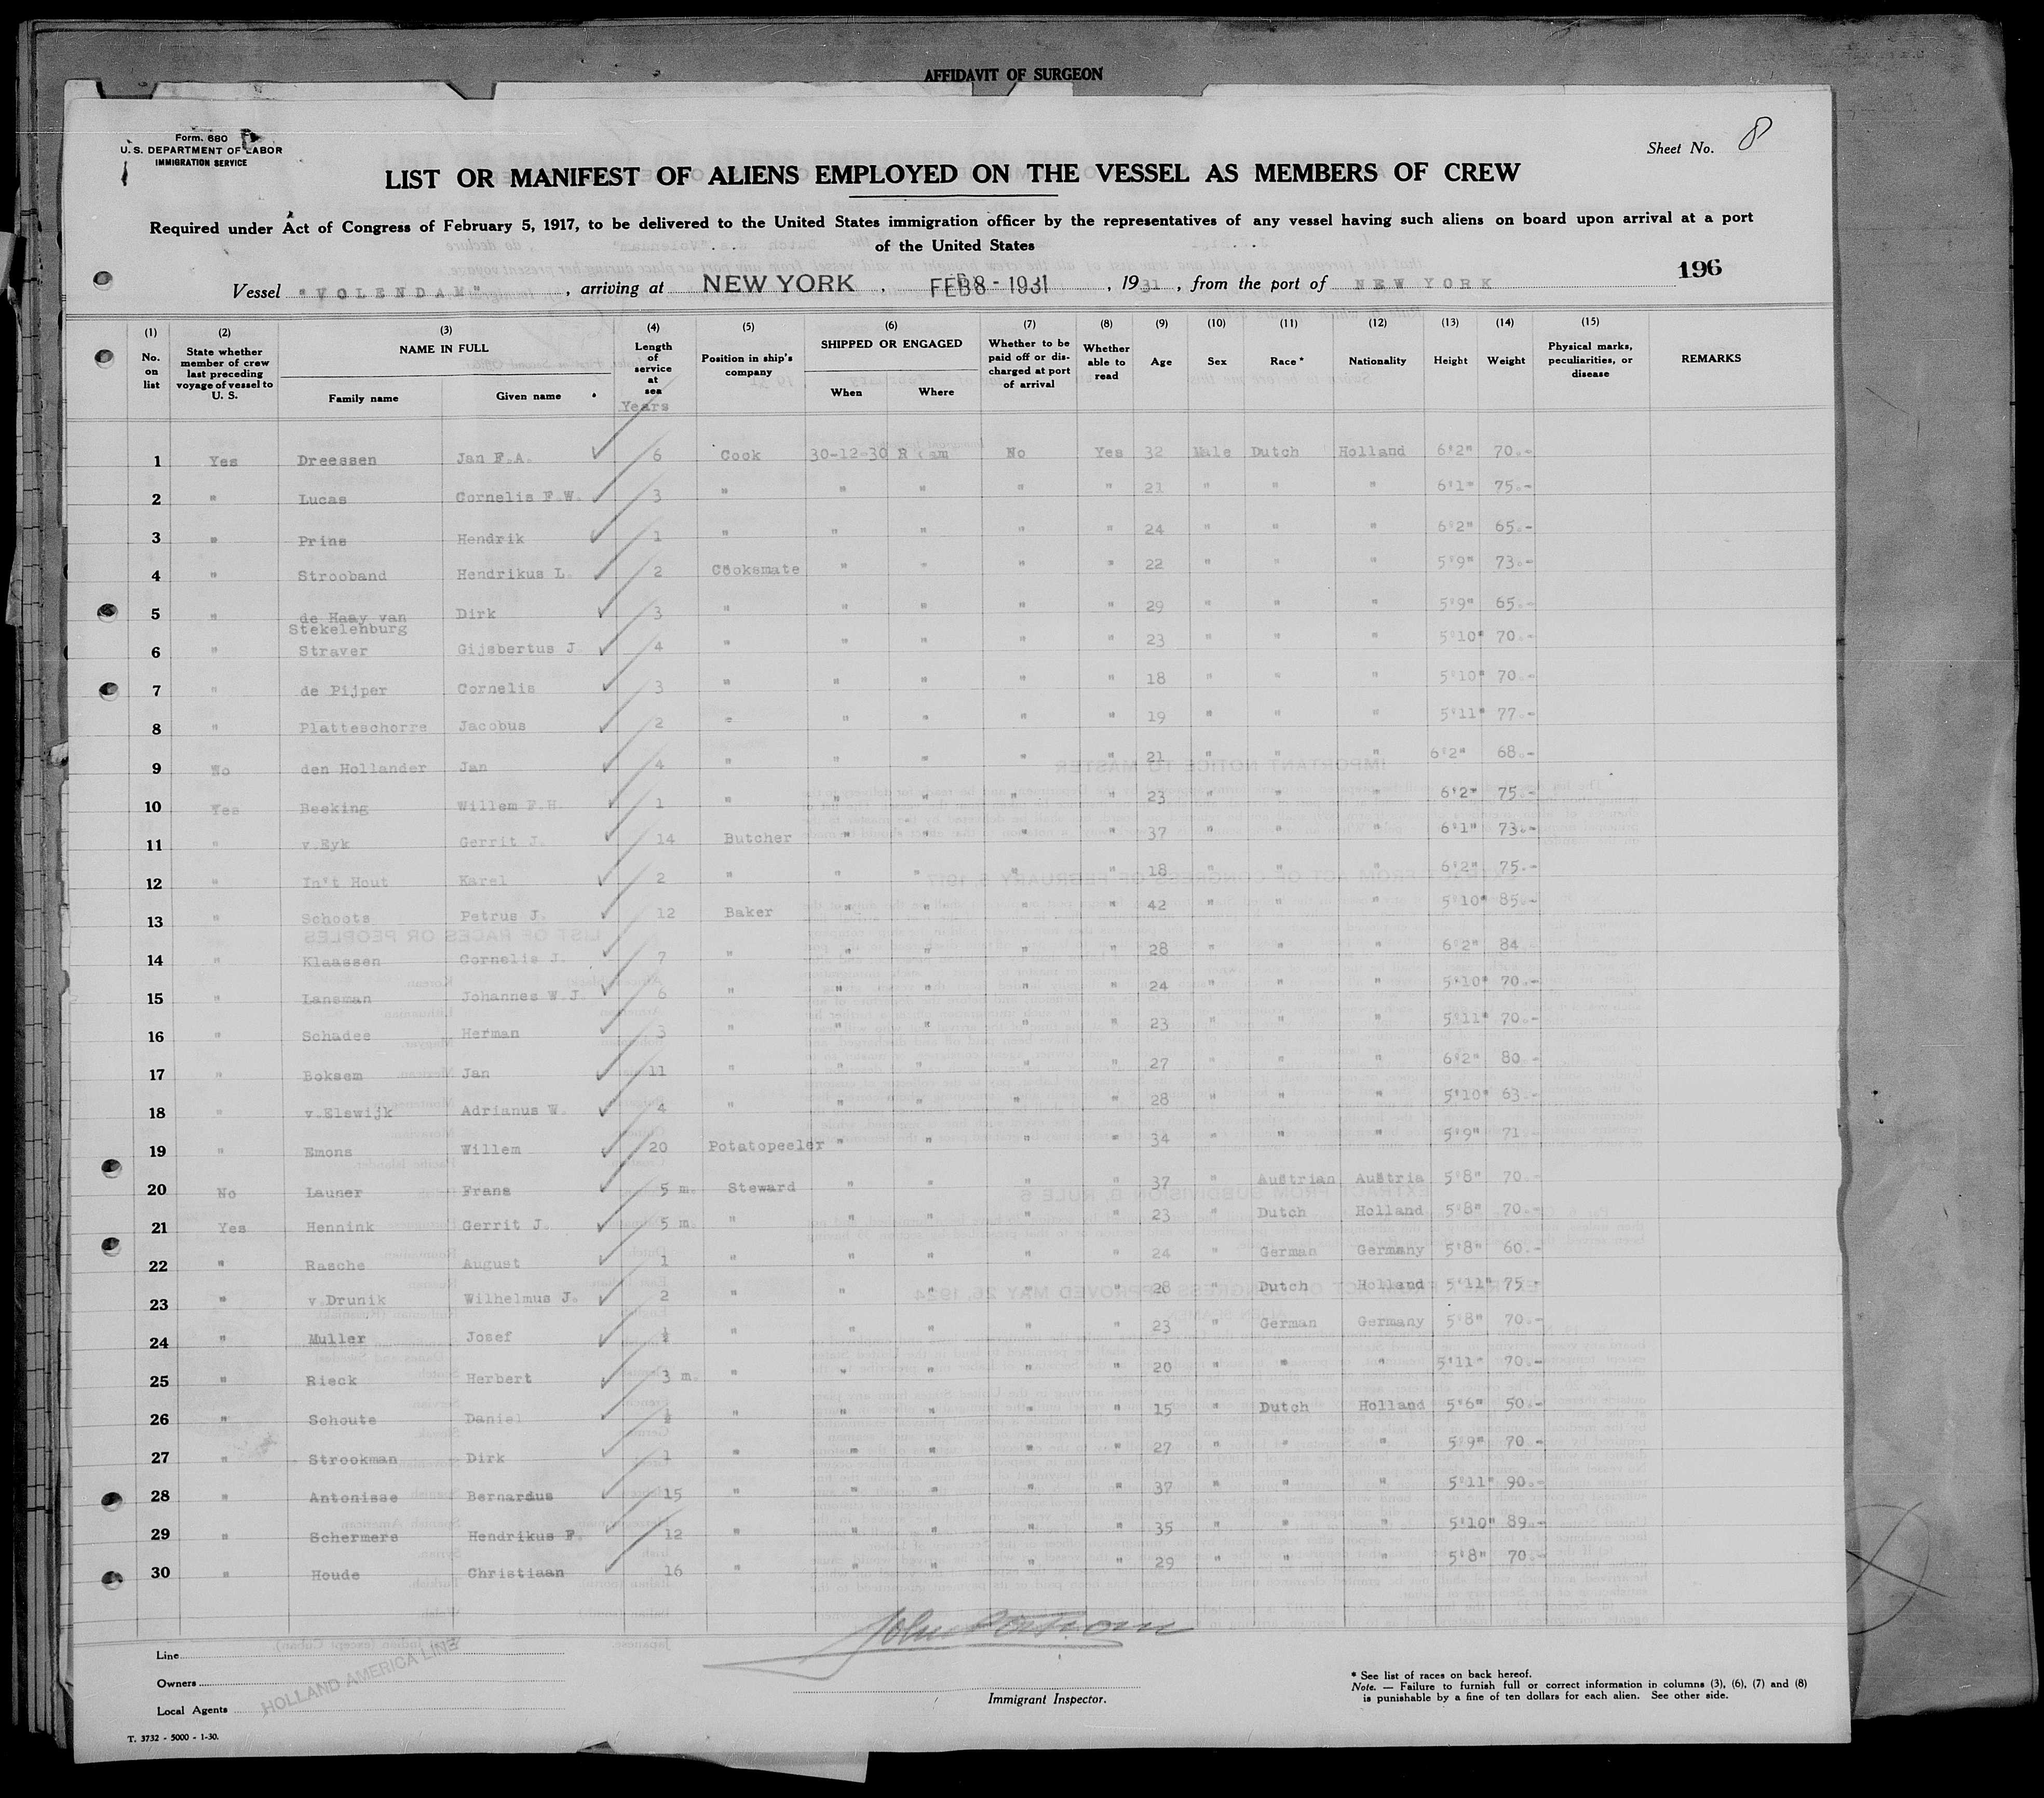 AFFIDAVIT OF SURGEON
Form. 680
U. S. DEPARTMENT OF LABOR
IMMIGRATION SERVICE
Sheet No. 8
LIST OR MANIFEST OF ALIENS EMPLOYED ON THE VESSEL AS MEMBERS OF CREW
Required under Act of Congress of February 5, 1917, to be delivered to the United States immigration officer by the representatives of any vessel having such aliens on board upon arrival at a port
of the United States
196
Vessel "VOLENDAM", arriving at NEW YORK, FEB 8 - 1931, 1931, from the port of NEW YORK
(1) (2) (3) (4) (5) (6) (7) (8) (9) (10) (11) (12) (13) (14) (15)
No. on list State whether member of crew last preceding voyage of vessel to U. S. NAME IN FULL Family name Given name Length of service at sea Years Position in ship's company SHIPPED OR ENGAGED When Where Whether to be paid off or discharged at port of arrival Whether able to read Age Sex Race* Nationality Height Weight Physical marks, peculiarities, or disease REMARKS
1 Yes Dreessen Jan F.A. 6 Cook 30-12-30 R'dam No Yes 32 Male Dutch Holland 6'2" 70.-
2 " Lucas Cornelis F.W. 3 " " " " " 21 " " " 6'1" 75.-
3 " Prins Hendrik 1 " " " " " 24 " " " 6'2" 65.-
4 " Strooband Hendrikus L. 2 Cooksmate " " " " 22 " " " 5'9" 73.-
5 " de Haay van Stekelenburg Dirk 3 " " " " " 29 " " " 5'9" 65.-
6 " Straver Gijsbertus J 4 " " " " " 23 " " " 5'10" 70.-
7 " de Pijper Cornelis 3 " " " " " 18 " " " 5'10" 70.-
8 " Platteschorre Jacobus 2 " " " " " 19 " " " 5'11" 77.-
9 No den Hollander Jan 4 " " " " " 21 " " " 6'2" 68.-
10 Yes Beeking Willem F.H. 1 " " " " " 23 " " " 6'2" 75.-
11 " v.Eyk Gerrit J. 14 Butcher " " " " 37 " " " 6'1" 73.-
12 " In't Hout Karel 2 " " " " " 18 " " " 6'2" 75.-
13 " Schoots Petrus J. 12 Baker " " " " 42 " " " 5'10" 85.-
14 " Klaassen Cornelis J. 7 " " " " " 28 " " " 6'2" 84
15 " Lansman Johannes W.J. 6 " " " " " 24 " " " 5'10" 70.-
16 " Schadee Herman 3 " " " " " 23 " " " 5'11" 70.-
17 " Boksem Jan 11 " " " " " 27 " " " 6'2" 80.-
18 " v.Elswijk Adrianus W. 4 " " " " " 28 " " " 5'10" 63.-
19 " Emons Willem 20 Potatopeeler " " " " 34 " " " 5'9" 71.-
20 No Launer Frans 5 m. Steward " " " " 37 " Austrian Austria 5'8" 70.-
21 Yes Hennink Gerrit J. 5 m. " " " " " 23 " Dutch Holland 5'8" 70.-
22 " Rasche August 1 " " " " " 24 " German Germany 5'8" 60.-
23 " v.Drunik Wilhelmus J. 2 " " " " " 28 " Dutch Holland 5'11" 75-
24 " Muller Josef ½ " " " " " 23 " German Germany 5'8" 70.-
25 " Rieck Herbert 3 m. " " " " " 20 " " " 5'11" 70.-
26 " Schoute Daniel ½ " " " " " 15 " Dutch Holland 5'6" 50.-
27 " Strookman Dirk 1 " " " " " 27 " " " 5'9" 70.-
28 " Antonisse Bernardus 15 " " " " " 37 " " " 5'11" 90.-
29 " Schermers Hendrikus F. 12 " " " " " 35 " " " 5'10" 89.-
30 " Houde Christiaan 16 " " " " " 29 " " " 5'8" 70.-
Line
Owners
Local Agents
HOLLAND AMERICA LINE
Immigrant Inspector.
* See list of races on back hereof.
Note. — Failure to furnish full or correct information in columns (3), (6), (7) and (8)
is punishable by a fine of ten dollars for each alien. See other side.
T. 3732 - 5000 - 1-30.